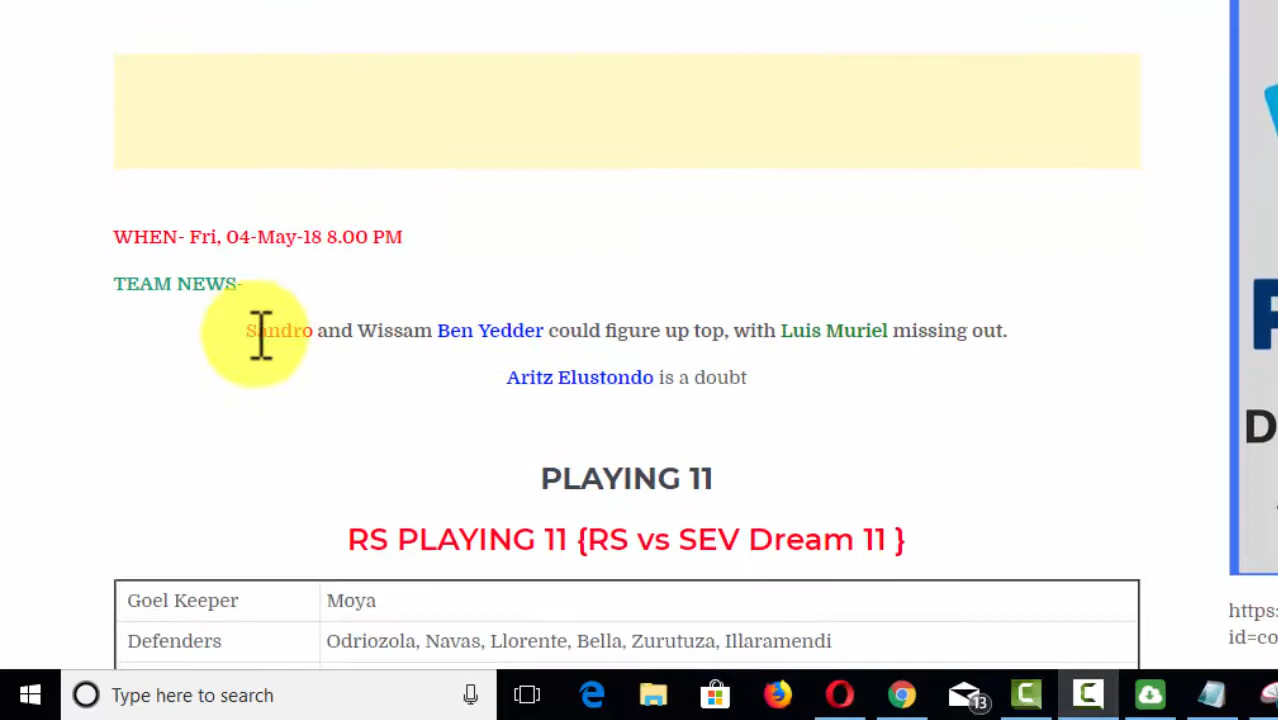 WHEN- Fri, 04-May-18 8.00 PM
TEAM NEWS-
Sandro and Wissam Ben Yedder could figure up top, with Luis Muriel missing out.
Aritz Elustondo is a doubt
PLAYING 11
RS PLAYING 11 {RS vs SEV Dream 11 }
Goel Keeper Moya
Defenders Odriozola, Navas, Llorente, Bella, Zurutuza, Illaramendi
D
https:
id=co
Type here to search
13